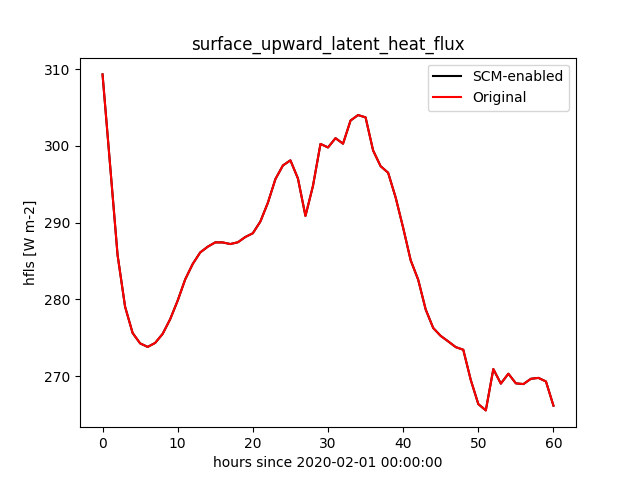 surface_upward_latent_heat_flux
SCM-enabled
Original
hfls [W m-2]
310
300
290
280
270
0 10 20 30 40 50 60
hours since 2020-02-01 00:00:00